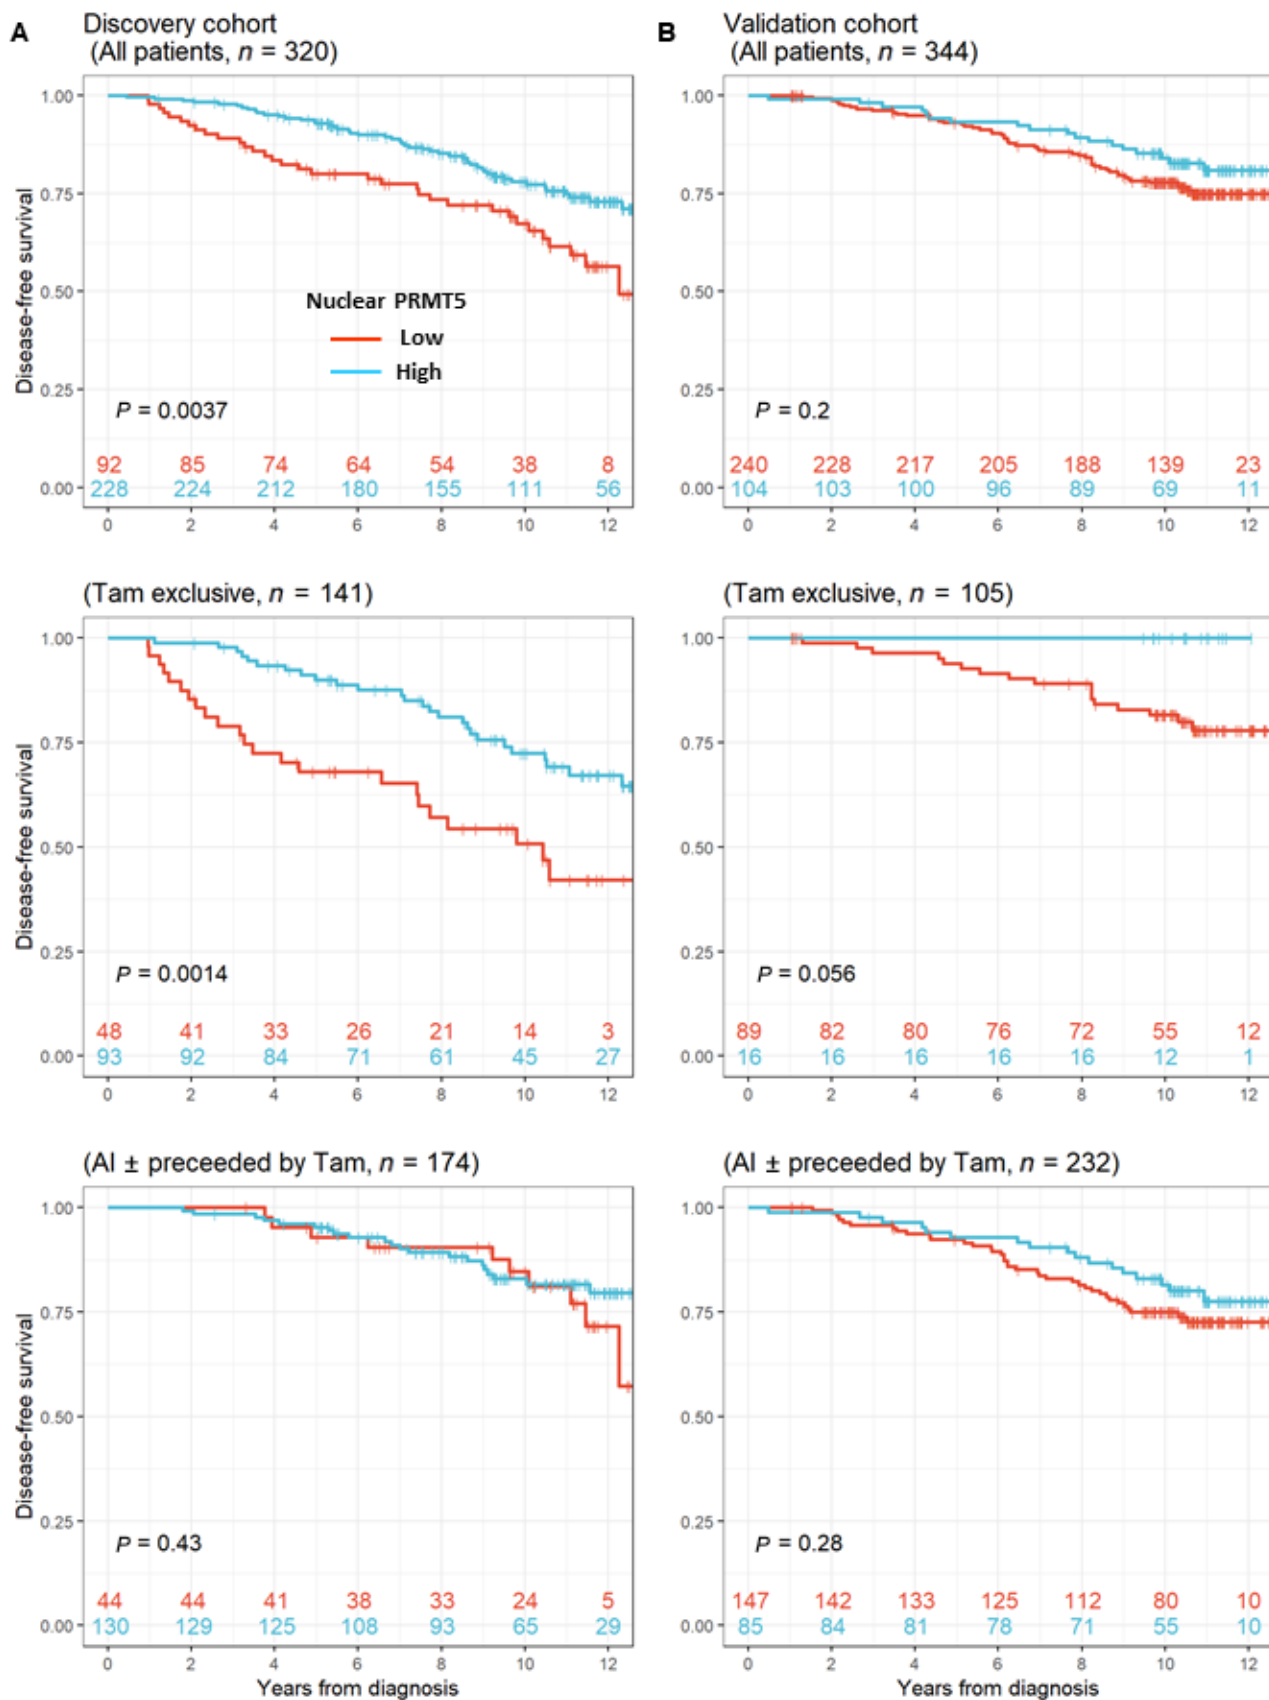 A
Discovery cohort
(All patients, n = 320)
Disease-free survival
1.00
0.75
0.50
0.25
0.00
Nuclear PRMT5
Low
High
P = 0.0037
92 85 74 64 54 38 8
228 224 212 180 155 111 56
0 2 4 6 8 10 12
B
Validation cohort
(All patients, n = 344)
Disease-free survival
1.00
0.75
0.50
0.25
0.00
P = 0.2
240 228 217 205 188 139 23
104 103 100 96 89 69 11
0 2 4 6 8 10 12
(Tam exclusive, n = 141)
Disease-free survival
1.00
0.75
0.50
0.25
0.00
P = 0.0014
48 41 33 26 21 14 3
93 92 84 71 61 45 27
0 2 4 6 8 10 12
(Tam exclusive, n = 105)
1.00
0.75
0.50
0.25
0.00
P = 0.056
89 82 80 76 72 55 12
16 16 16 16 16 12 1
0 2 4 6 8 10 12
(AI ± preceeded by Tam, n = 174)
Disease-free survival
1.00
0.75
0.50
0.25
0.00
P = 0.43
44 44 41 38 33 24 5
130 129 125 108 93 65 29
0 2 4 6 8 10 12
Years from diagnosis
(AI ± preceeded by Tam, n = 232)
1.00
0.75
0.50
0.25
0.00
P = 0.28
147 142 133 125 112 80 10
85 84 81 78 71 55 10
0 2 4 6 8 10 12
Years from diagnosis